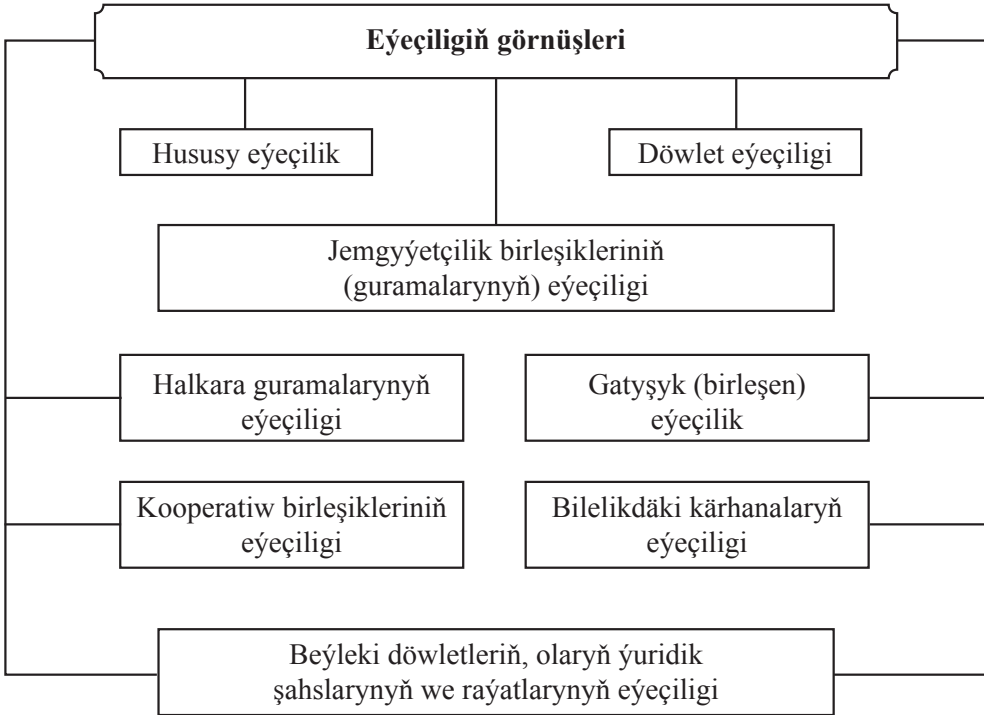 Eýeçiligiň görnüşleri
Hususy eýeçilik
Döwlet eýeçiligi
Jemgyýetçilik birleşikleriniň
(guramalarynyň) eýeçiligi
Halkara guramalarynyň
eýeçiligi
Gatyşyk (birleşen)
eýeçilik
Kooperatiw birleşikleriniň
eýeçiligi
Bilelikdäki kärhanalaryň
eýeçiligi
Beýleki döwletleriň, olaryň ýuridik
şahslarynyň we raýatlarynyň eýeçiligi